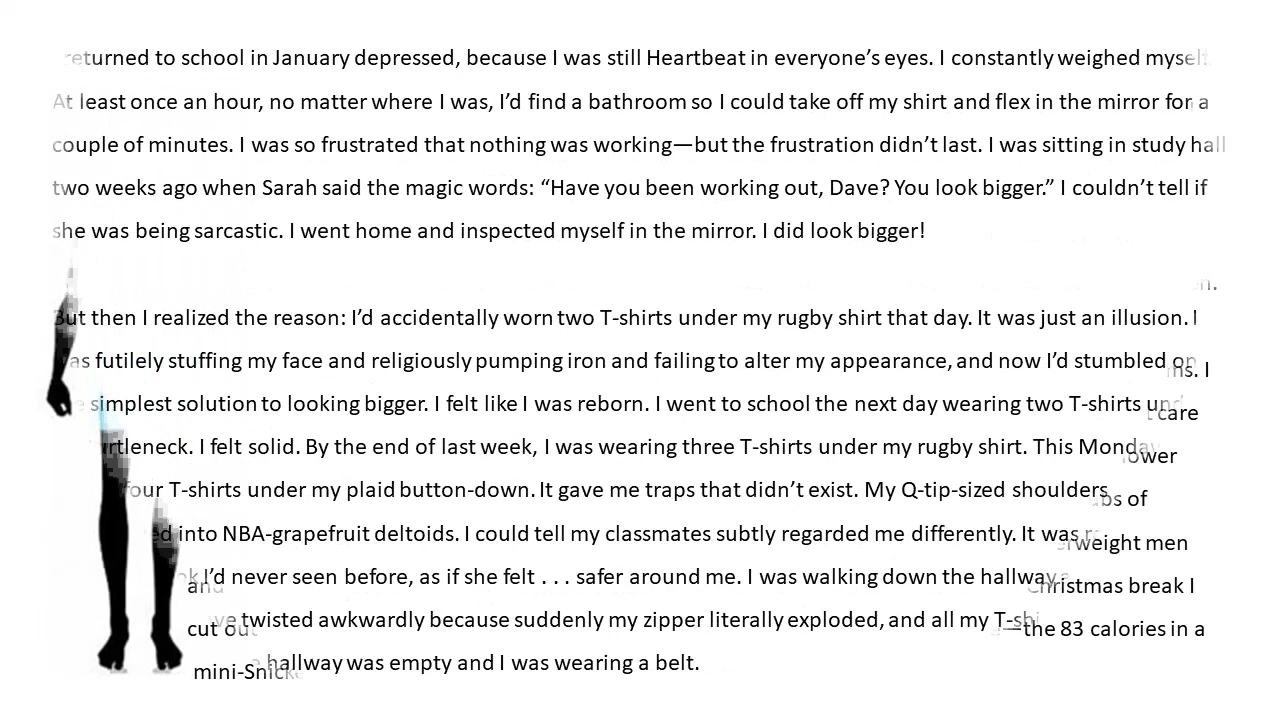 returned to school in January depressed, because I was still Heartbeat in everyone’s eyes. I constantly weighed myself.
At least once an hour, no matter where I was, I’d find a bathroom so I could take off my shirt and flex in the mirror for a
couple of minutes. I was so frustrated that nothing was working—but the frustration didn’t last. I was sitting in study hall
two weeks ago when Sarah said the magic words: “Have you been working out, Dave? You look bigger.” I couldn’t tell if
she was being sarcastic. I went home and inspected myself in the mirror. I did look bigger!
But then I realized the reason: I’d accidentally worn two T-shirts under my rugby shirt that day. It was just an illusion. I
futilely stuffing my face and religiously pumping iron and failing to alter my appearance, and now I’d stumbled on
I
simplest solution to looking bigger. I felt like I was reborn. I went to school the next day wearing two T-shirts
care
I felt solid. By the end of last week, I was wearing three T-shirts under my rugby shirt. This Monday
four T-shirts under my plaid button-down. It gave me traps that didn’t exist. My Q-tip-sized shoulders
of
into NBA-grapefruit deltoids. I could tell my classmates subtly regarded me differently. It was
men
I’d never seen before, as if she felt . . . safer around me. I was walking down the hallway
and
Christmas break I
twisted awkwardly because suddenly my zipper literally exploded, and all my
cut out
—the 83 calories in a
hallway was empty and I was wearing a belt.